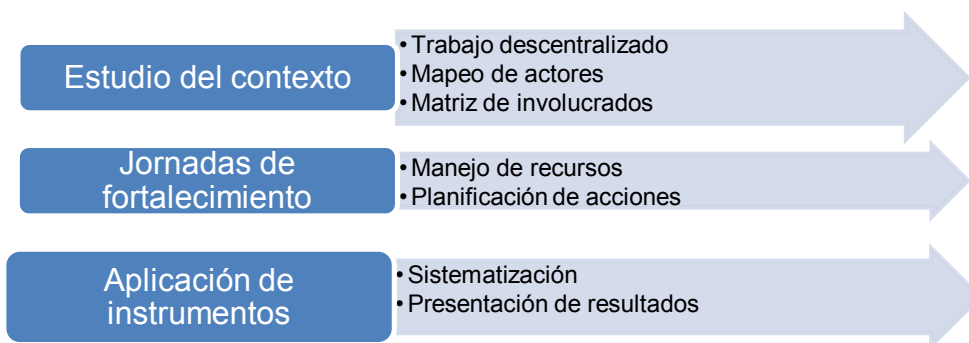 Estudio del contexto
• Trabajo descentralizado
• Mapeo de actores
• Matriz de involucrados
Jornadas de
fortalecimiento
• Manejo de recursos
• Planificación de acciones
Aplicación de
instrumentos
• Sistematización
• Presentación de resultados